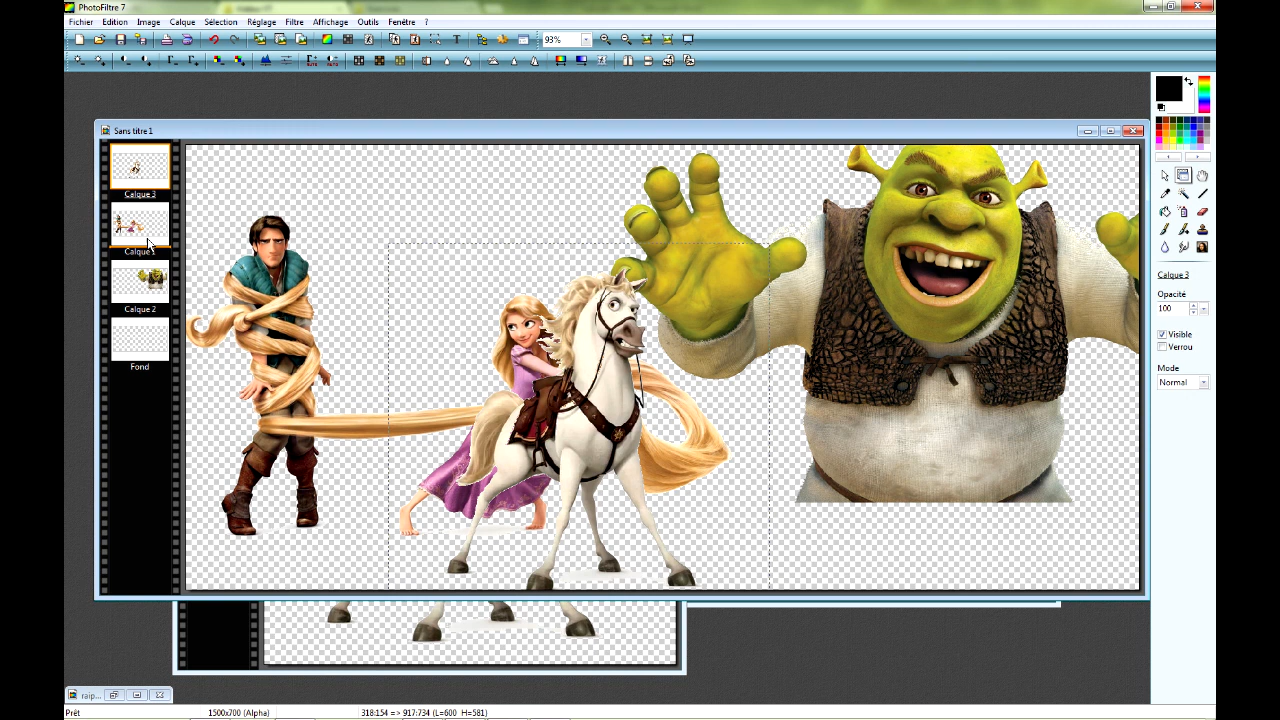 PhotoFiltre 7
Fichier Edition Image Calque Sélection Réglage Filtre Affichage Outils Fenêtre ?
93%
Sans titre 1
Calque 3
Calque 1
Calque 2
Fond
Calque 3
Opacité
100
Visible
Verrou
Mode
Normal
raip...
Prêt 1500x700 (Alpha) 318:154 => 917:734 (L=600 H=581)